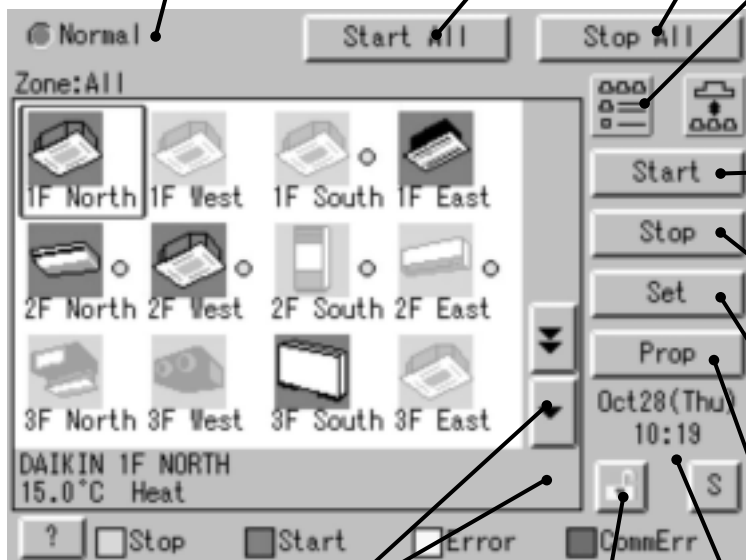 Normal Start All Stop All
Zone:All
1F North 1F West 1F South 1F East
Start
Stop
2F North 2F West 2F South 2F East
Set
Prop
3F North 3F West 3F South 3F East
Oct28(Thu)
10:19
DAIKIN 1F NORTH
15.0°C Heat
S
? Stop Start Error CommErr